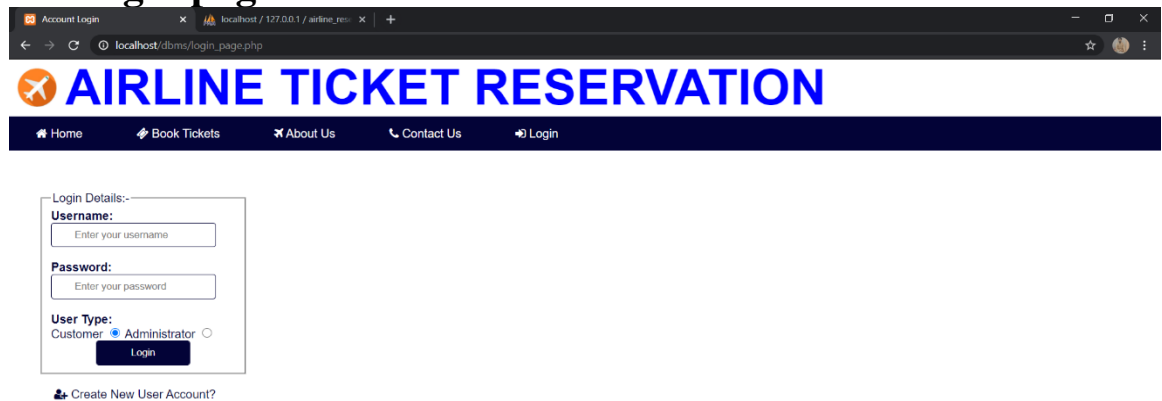 Account Login localhost / 127.0.0.1 / airline_rese
localhost/dbms/login_page.php
AIRLINE TICKET RESERVATION
Home Book Tickets About Us Contact Us Login
Login Details:-
Username:
Enter your username
Password:
Enter your password
User Type:
Customer Administrator
Login
Create New User Account?